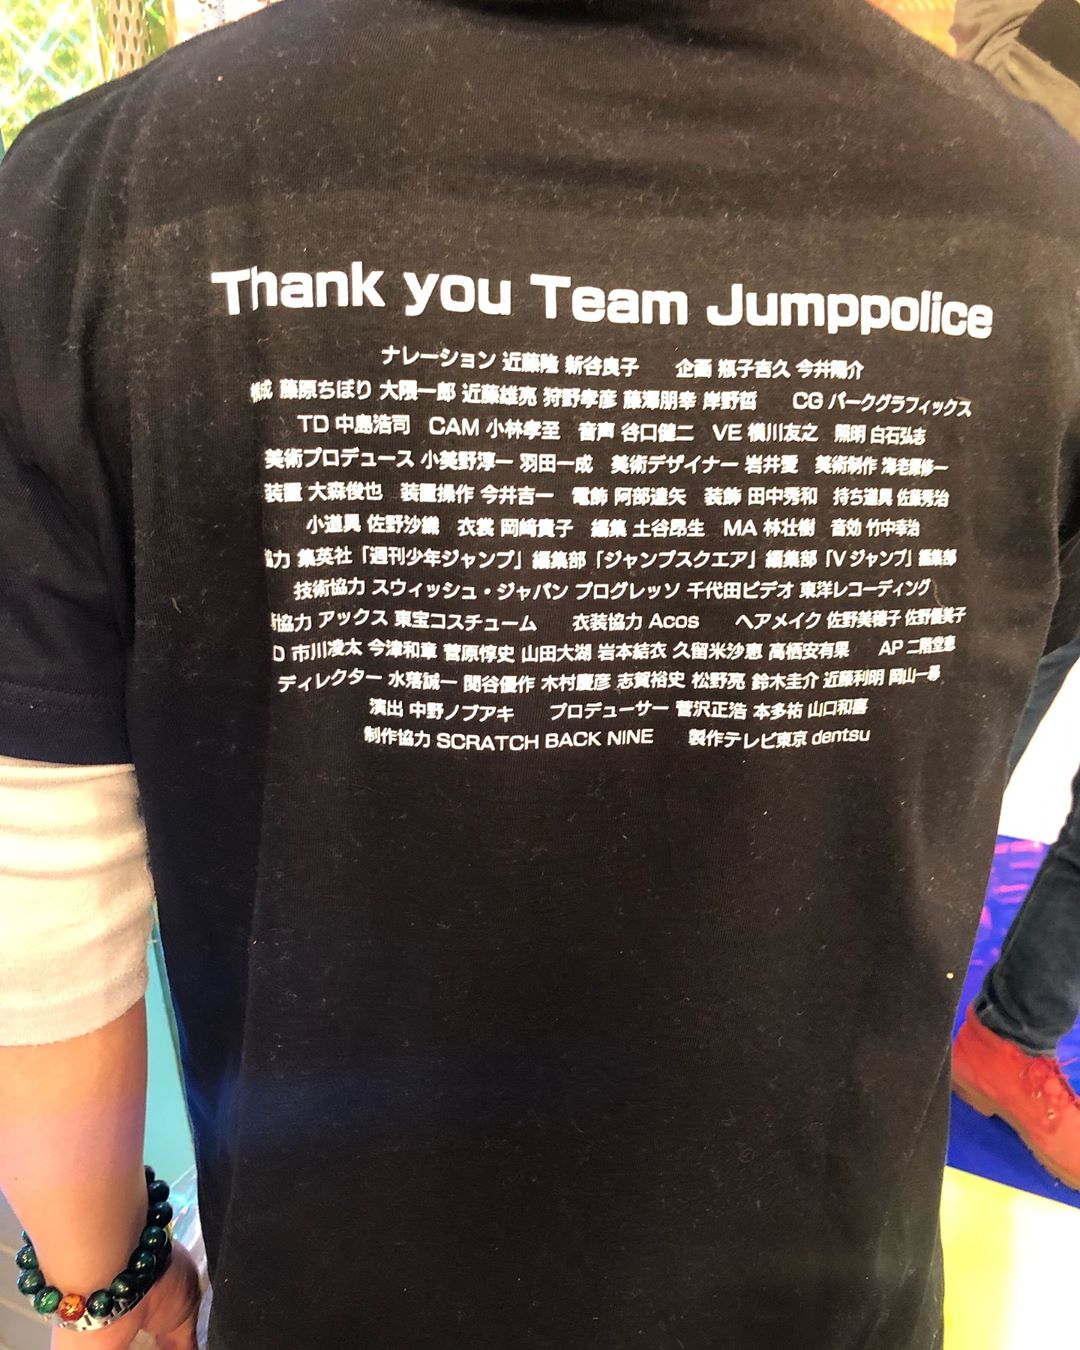 Thank you Team Jumppolice
ナレーション 近藤隆 新谷良子 企画 瓶子吉久 今井陽介
構成 藤原ちぼり 大隈一郎 近藤雄亮 狩野孝彦 藤澤朋幸 岸野哲 CG パークグラフィックス
TD 中島浩司 CAM 小林孝至 音声 谷口健二 VE 横川友之 照明 白石弘志
美術プロデュース 小美野淳一 羽田一成 美術デザイナー 岩井憂 美術制作 海老原修一
装置 大森俊也 装置操作 今井吉一 電飾 阿部達矢 装飾 田中秀和 持ち道具 佐藤秀治
小道具 佐野沙織 衣裳 岡崎貴子 編集 土谷昂生 MA 林壮樹 音効 竹中幸治
協力 集英社「週刊少年ジャンプ」編集部「ジャンプスクエア」編集部「Vジャンプ」編集部
技術協力 スウィッシュ・ジャパン プログレッソ 千代田ビデオ 東洋レコーディング
協力 アックス 東宝コスチューム 衣装協力 Acos ヘアメイク 佐野美穂子 佐野優美子
D 市川凌太 今津和章 菅原惇史 山田大湖 岩本結衣 久留米沙恵 高栖安有果 AP 二階堂恵
ディレクター 水落誠一 関谷優作 木村慶彦 志賀裕史 松野亮 鈴木圭介 近藤利明 岡山一尋
演出 中野ノブアキ プロデューサー 菅沢正浩 本多祐 山口和喜
制作協力 SCRATCH BACK NINE 製作テレビ東京 dentsu